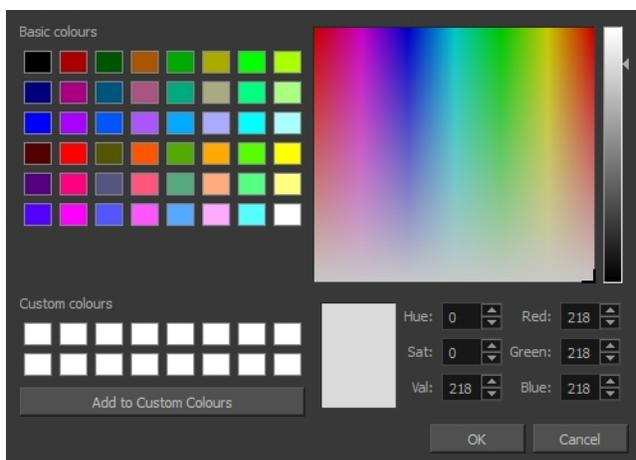 Basic colours
Custom colours
Add to Custom Colours
Hue: 0 Red: 218
Sat: 0 Green: 218
Val: 218 Blue: 218
OK Cancel